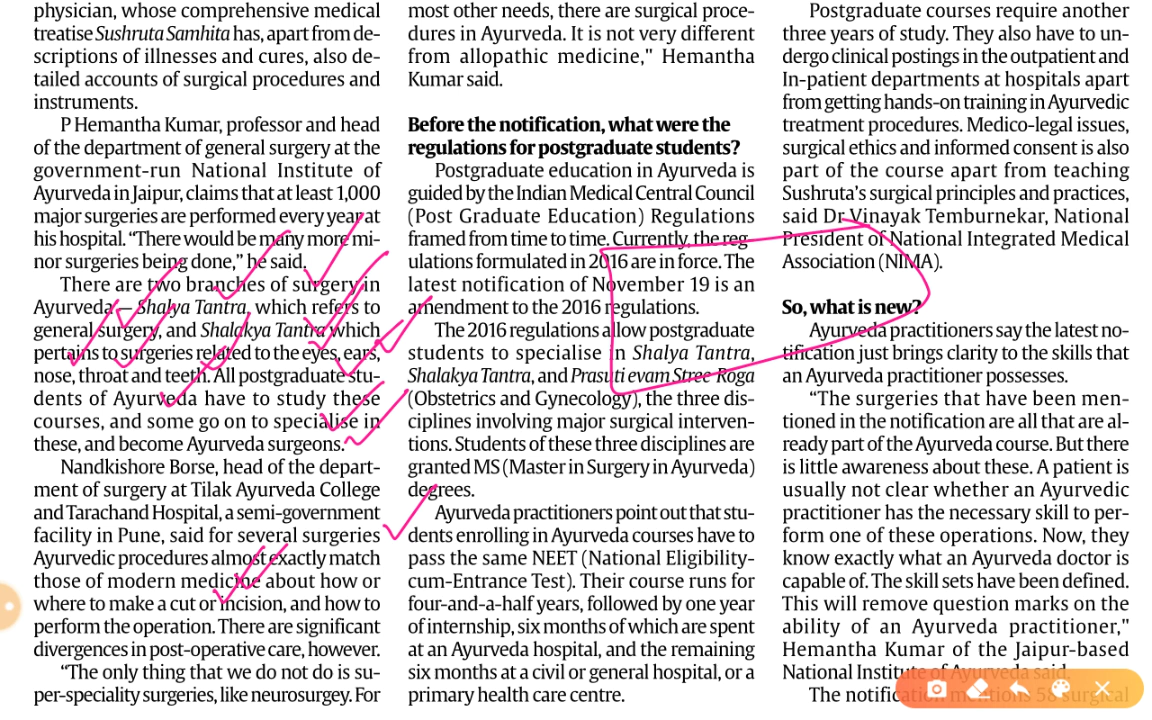 physician, whose comprehensive medical
treatise Sushruta Samhita has, apart from de-
scriptions of illnesses and cures, also de-
tailed accounts of surgical procedures and
instruments.
P Hemantha Kumar, professor and head
of the department of general surgery at the
government-run National Institute of
Ayurveda in Jaipur, claims that at least 1,000
major surgeries are performed every year at
his hospital. “There would be many more mi-
nor surgeries being done,” he said.
There are two branches of surgery in
Ayurveda — Shalya Tantra, which refers to
general surgery, and Shalakya Tantra which
pertains to surgeries related to the eyes, ears,
nose, throat and teeth. All postgraduate stu-
dents of Ayurveda have to study these
courses, and some go on to specialise in
these, and become Ayurveda surgeons.
Nandkishore Borse, head of the depart-
ment of surgery at Tilak Ayurveda College
and Tarachand Hospital, a semi-government
facility in Pune, said for several surgeries
Ayurvedic procedures almost exactly match
those of modern medicine about how or
where to make a cut or incision, and how to
perform the operation. There are significant
divergences in post-operative care, however.
“The only thing that we do not do is su-
per-speciality surgeries, like neurosurgey. For
most other needs, there are surgical proce-
dures in Ayurveda. It is not very different
from allopathic medicine," Hemantha
Kumar said.
Before the notification, what were the
regulations for postgraduate students?
Postgraduate education in Ayurveda is
guided by the Indian Medical Central Council
(Post Graduate Education) Regulations
framed from time to time. Currently, the reg-
ulations formulated in 2016 are in force. The
latest notification of November 19 is an
amendment to the 2016 regulations.
The 2016 regulations allow postgraduate
students to specialise in Shalya Tantra,
Shalakya Tantra, and Prasuti evam Stree Roga
(Obstetrics and Gynecology), the three dis-
ciplines involving major surgical interven-
tions. Students of these three disciplines are
granted MS (Master in Surgery in Ayurveda)
degrees.
Ayurveda practitioners point out that stu-
dents enrolling in Ayurveda courses have to
pass the same NEET (National Eligibility-
cum-Entrance Test). Their course runs for
four-and-a-half years, followed by one year
of internship, six months of which are spent
at an Ayurveda hospital, and the remaining
six months at a civil or general hospital, or a
primary health care centre.
Postgraduate courses require another
three years of study. They also have to un-
dergo clinical postings in the outpatient and
In-patient departments at hospitals apart
from getting hands-on training in Ayurvedic
treatment procedures. Medico-legal issues,
surgical ethics and informed consent is also
part of the course apart from teaching
Sushruta’s surgical principles and practices,
said Dr Vinayak Temburnekar, National
President of National Integrated Medical
Association (NIMA).
So, what is new?
Ayurveda practitioners say the latest no-
tification just brings clarity to the skills that
an Ayurveda practitioner possesses.
“The surgeries that have been men-
tioned in the notification are all that are al-
ready part of the Ayurveda course. But there
is little awareness about these. A patient is
usually not clear whether an Ayurvedic
practitioner has the necessary skill to per-
form one of these operations. Now, they
know exactly what an Ayurveda doctor is
capable of. The skill sets have been defined.
This will remove question marks on the
ability of an Ayurveda practitioner,"
Hemantha Kumar of the Jaipur-based
National Institute of Ayurveda said.
The notification mentions 58 surgical